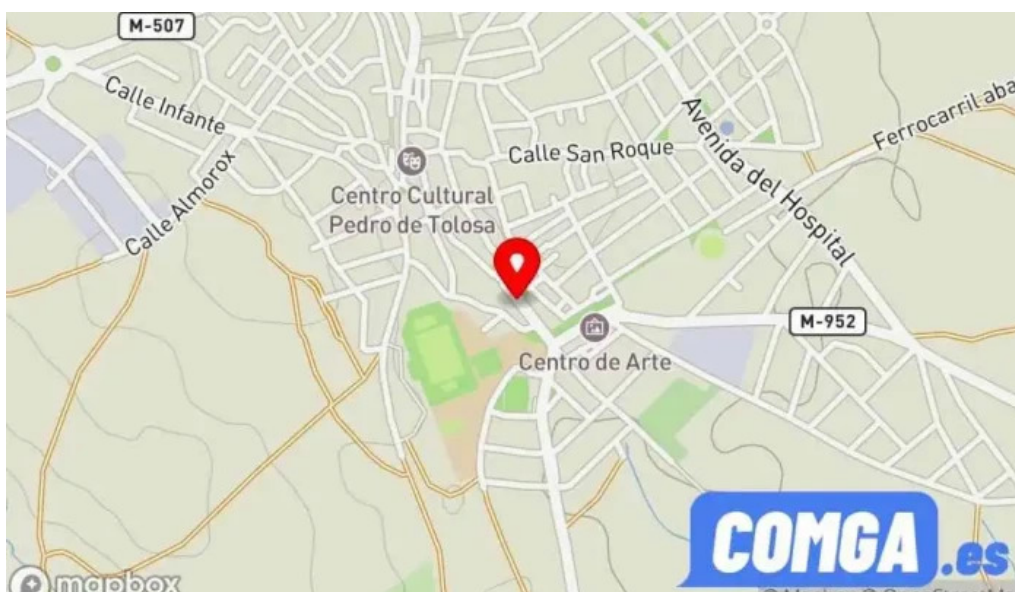 M-507
Calle Infante
Calle San Roque
Avenida del Hospital
Ferrocarril aba
Centro Cultural
Pedro de Tolosa
Calle Almorox
M-952
Centro de Arte
COMGA.es
mapbox